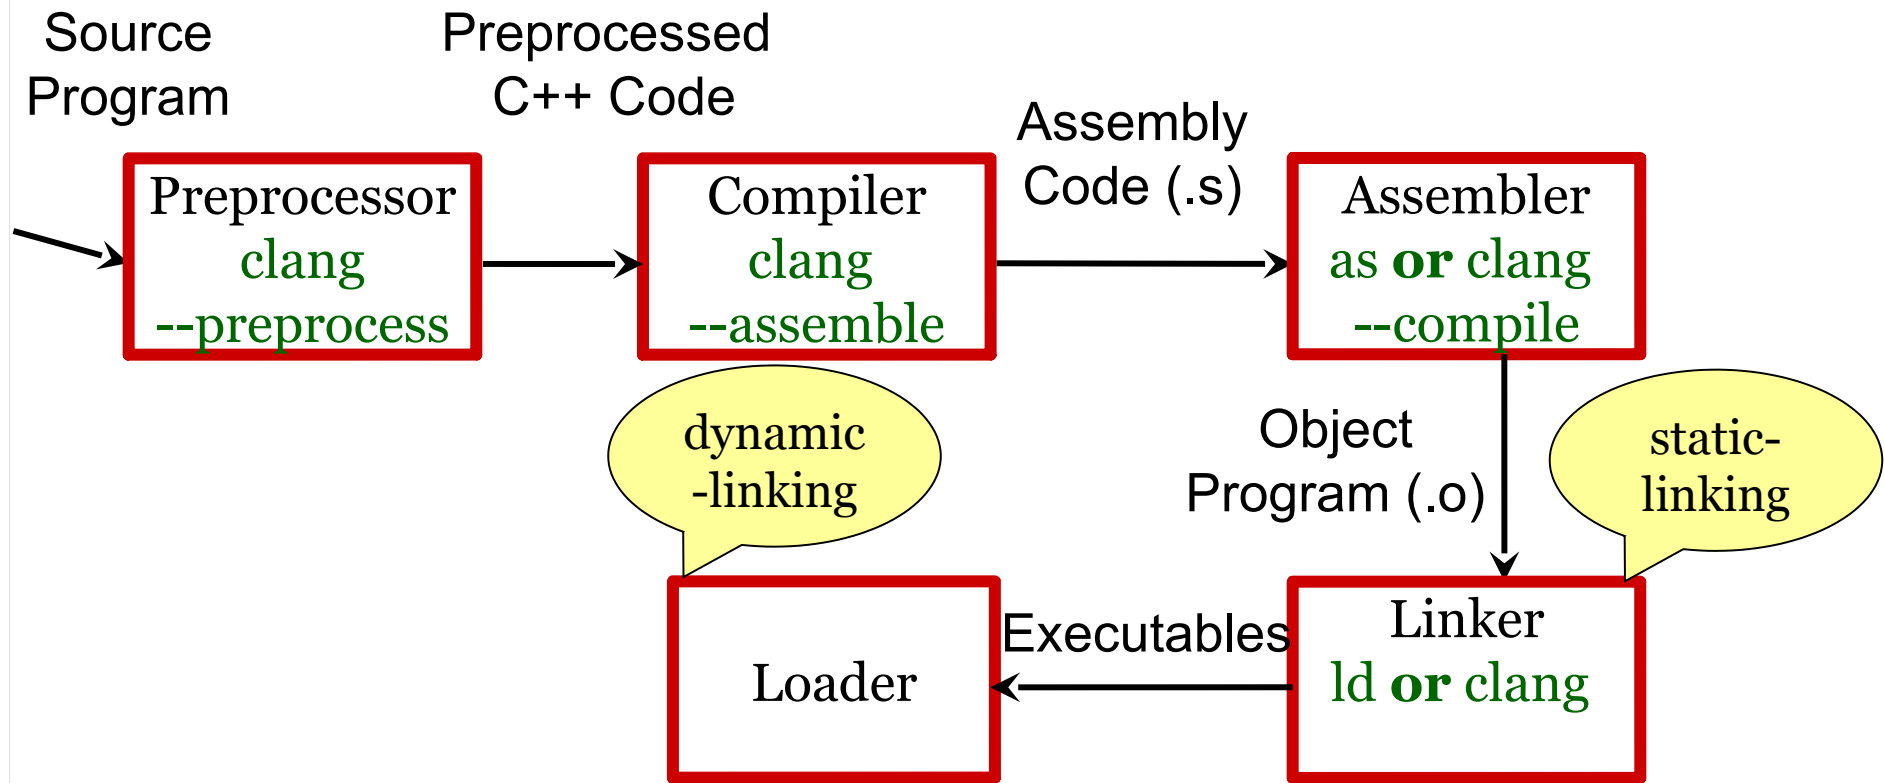 Source
Program
Preprocessed
C++ Code
Assembly
Code (.s)
Preprocessor
clang
--preprocess
Compiler
clang
--assemble
Assembler
as or clang
--compile
dynamic
-linking
Object
Program (.o)
static-
linking
Loader
Executables
Linker
ld or clang